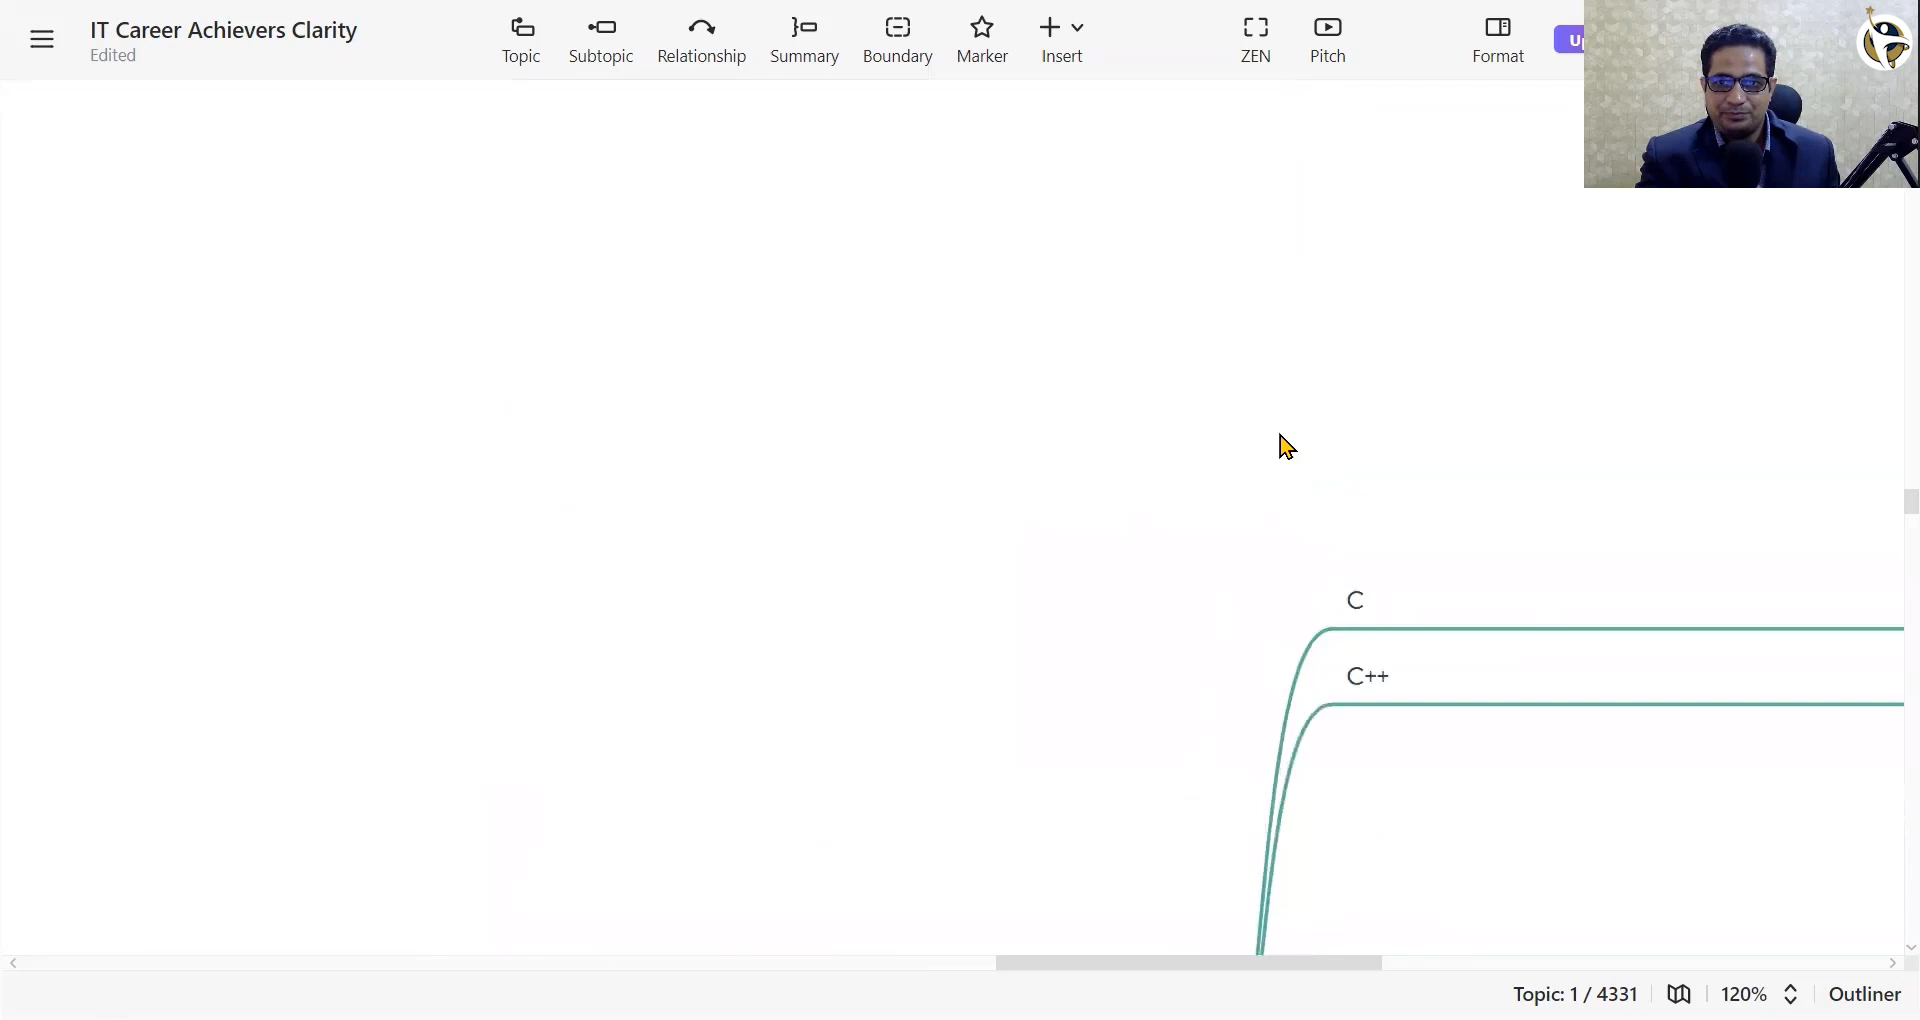 IT Career Achievers Clarity
Edited
Topic
Subtopic
Relationship
Summary
Boundary
Marker
Insert
ZEN
Pitch
Format
Up
C
C++
Topic: 1 / 4331
120%
Outliner